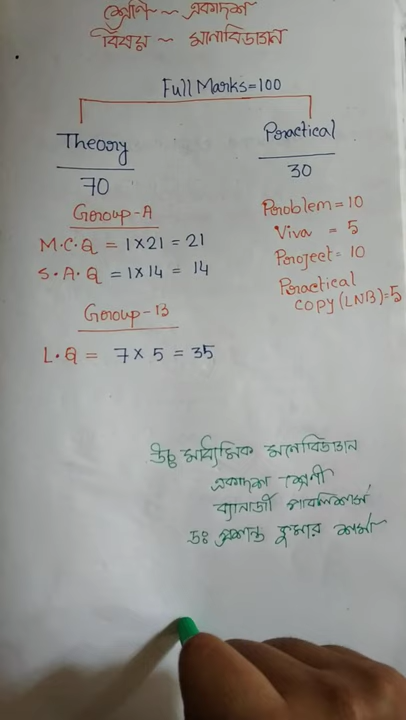 শ্রেণি ~ একাদশ
বিষয় ~ মনোবিজ্ঞান
Full Marks=100
Theory
70
Group-A
M.C.Q = 1×21 = 21
S.A.Q = 1×14 = 14
Group-B
L.Q = 7×5 = 35
Practical
30
Problem=10
Viva = 5
Project= 10
Practical
copy(LNB)=5
উচ্চ মাধ্যমিক মনোবিজ্ঞান
একাদশ শ্রেণী
ব্যানার্জী পাবলিশার্স
ডঃ প্রশান্ত কুমার শর্মা